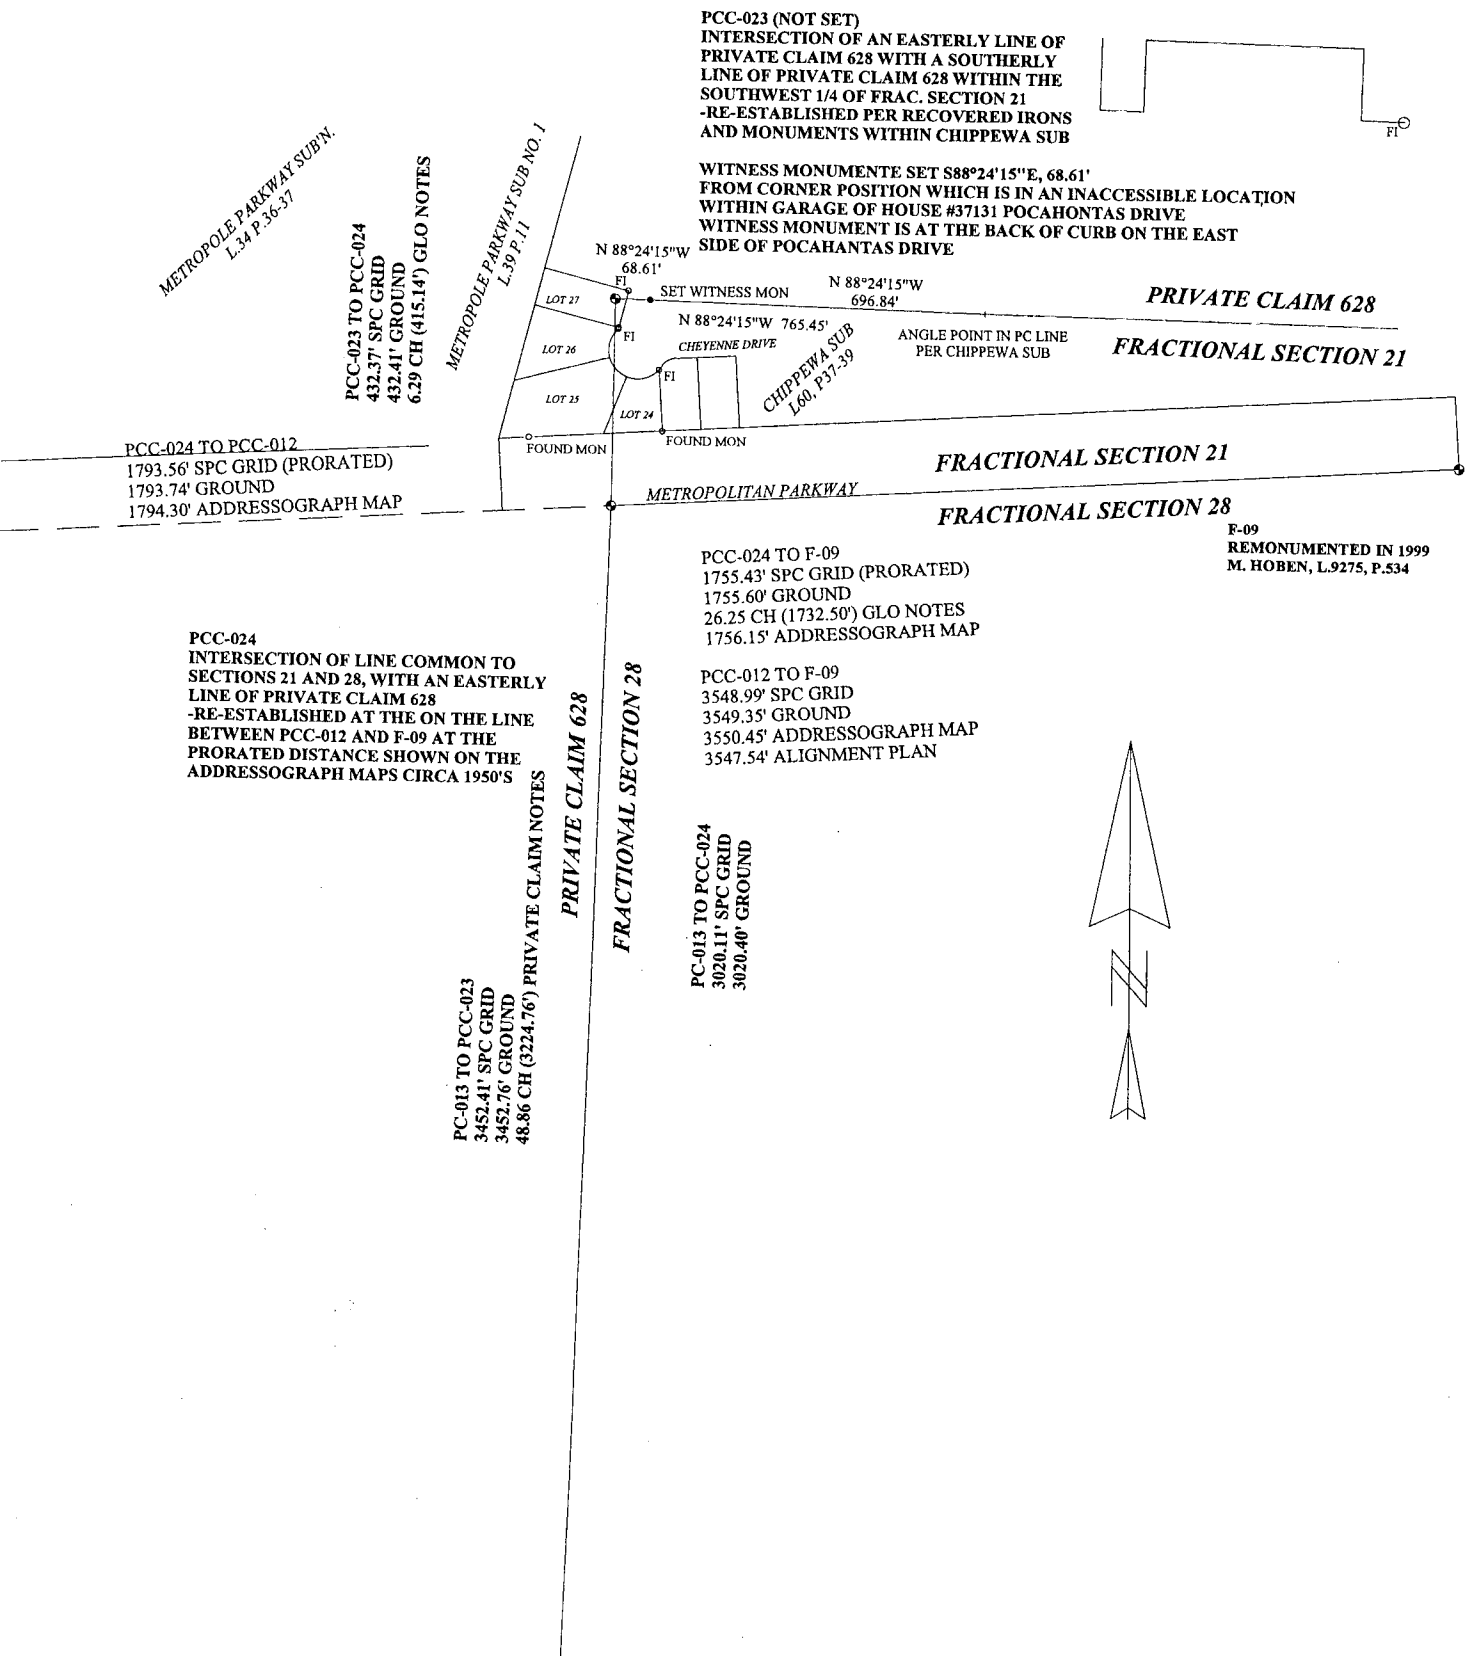 PCC-023 (NOT SET)
INTERSECTION OF AN EASTERLY LINE OF
PRIVATE CLAIM 628 WITH A SOUTHERLY
LINE OF PRIVATE CLAIM 628 WITHIN THE
SOUTHWEST 1/4 OF FRAC. SECTION 21
-RE-ESTABLISHED PER RECOVERED IRONS
AND MONUMENTS WITHIN CHIPPEWA SUB
FI
WITNESS MONUMENTE SET S88°24'15"E, 68.61'
FROM CORNER POSITION WHICH IS IN AN INACCESSIBLE LOCATION
WITHIN GARAGE OF HOUSE #37131 POCAHONTAS DRIVE
WITNESS MONUMENT IS AT THE BACK OF CURB ON THE EAST
SIDE OF POCAHANTAS DRIVE
METROPOLE PARKWAY SUB'N.
L.34 P.36-37
PCC-023 TO PCC-024
432.37' SPC GRID
432.41' GROUND
6.29 CH (415.14') GLO NOTES
METROPOLE PARKWAY SUB NO. 1
L.39 P.11
N 88°24'15"W
68.61'
FI
SET WITNESS MON
N 88°24'15"W
696.84'
PRIVATE CLAIM 628
LOT 27
N 88°24'15"W 765.45'
FI
CHEYENNE DRIVE
ANGLE POINT IN PC LINE
PER CHIPPEWA SUB
FRACTIONAL SECTION 21
LOT 26
FI
CHIPPEWA SUB
L60, P37-39
LOT 25
LOT 24
FOUND MON
FOUND MON
PCC-024 TO PCC-012
1793.56' SPC GRID (PRORATED)
1793.74' GROUND
1794.30' ADDRESSOGRAPH MAP
FRACTIONAL SECTION 21
METROPOLITAN PARKWAY
FRACTIONAL SECTION 28
F-09
REMONUMENTED IN 1999
M. HOBEN, L.9275, P.534
PCC-024 TO F-09
1755.43' SPC GRID (PRORATED)
1755.60' GROUND
26.25 CH (1732.50') GLO NOTES
1756.15' ADDRESSOGRAPH MAP
PCC-012 TO F-09
3548.99' SPC GRID
3549.35' GROUND
3550.45' ADDRESSOGRAPH MAP
3547.54' ALIGNMENT PLAN
PCC-024
INTERSECTION OF LINE COMMON TO
SECTIONS 21 AND 28, WITH AN EASTERLY
LINE OF PRIVATE CLAIM 628
-RE-ESTABLISHED AT THE ON THE LINE
BETWEEN PCC-012 AND F-09 AT THE
PRORATED DISTANCE SHOWN ON THE
ADDRESSOGRAPH MAPS CIRCA 1950'S
PRIVATE CLAIM 628
FRACTIONAL SECTION 28
PC-013 TO PCC-024
3020.11' SPC GRID
3020.40' GROUND
PC-013 TO PCC-023
3452.41' SPC GRID
3452.76' GROUND
48.86 CH (3224.76') PRIVATE CLAIM NOTES
N